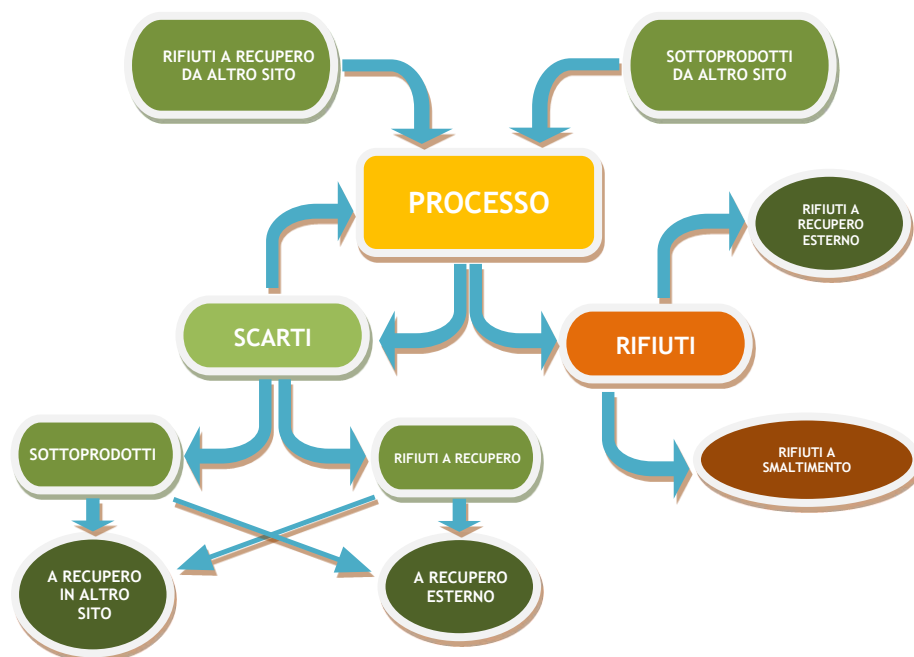 RIFIUTI A RECUPERO
DA ALTRO SITO
SOTTOPRODOTTI
DA ALTRO SITO
PROCESSO
RIFIUTI A
RECUPERO
ESTERNO
SCARTI
RIFIUTI
SOTTOPRODOTTI
RIFIUTI A RECUPERO
RIFIUTI A
SMALTIMENTO
A RECUPERO
IN ALTRO
SITO
A RECUPERO
ESTERNO